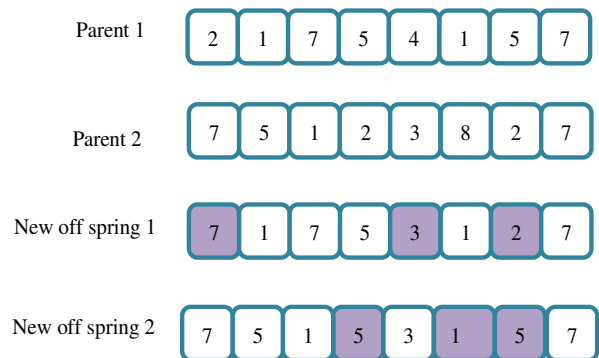 Parent 1 2 1 7 5 4 1 5 7
Parent 2 7 5 1 2 3 8 2 7
New off spring 1 7 1 7 5 3 1 2 7
New off spring 2 7 5 1 5 3 1 5 7